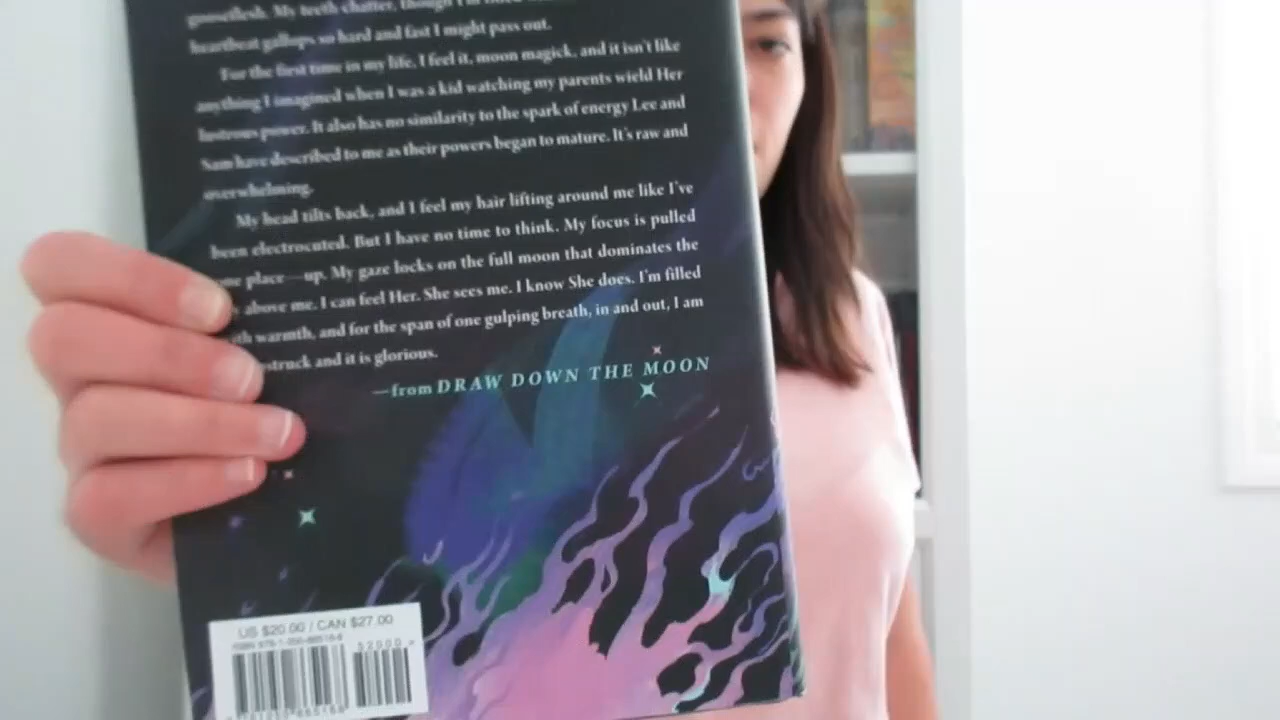 gooseflesh. My teeth chatter, though I'm
heartbeat gallops so hard and fast I might pass out.
For the first time in my life, I feel it, moon magick, and it isn't like
anything I imagined when I was a kid watching my parents wield Her
lustrous power. It also has no similarity to the spark of energy Lee and
Sam have described to me as their powers began to mature. It's raw and
overwhelming.
My head tilts back, and I feel my hair lifting around me like I've
been electrocuted. But I have no time to think. My focus is pulled
place—up. My gaze locks on the full moon that dominates the
above me. I can feel Her. She sees me. I know She does. I'm filled
warmth, and for the span of one gulping breath, in and out, I am
and it is glorious.
—from DRAW DOWN THE MOON
US $20.00 / CAN $27.00
52000